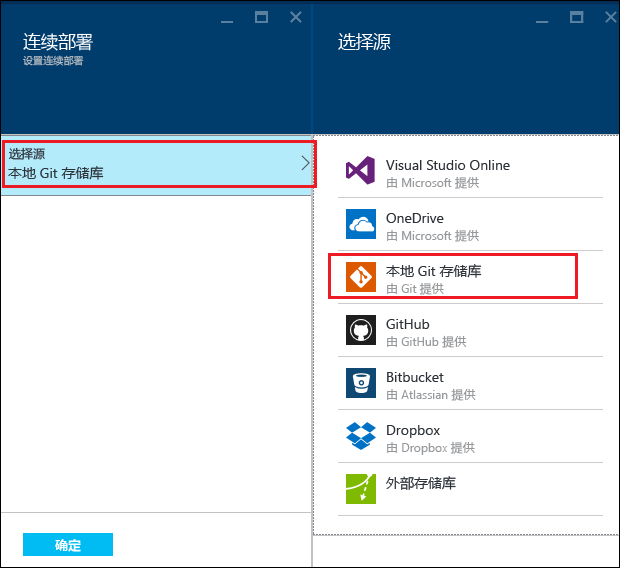 连续部署
设置连续部署
选择源
本地 Git 存储库
确定
选择源
Visual Studio Online
由 Microsoft 提供
OneDrive
由 Microsoft 提供
本地 Git 存储库
由 Git 提供
GitHub
由 GitHub 提供
Bitbucket
由 Atlassian 提供
Dropbox
由 Dropbox 提供
外部存储库